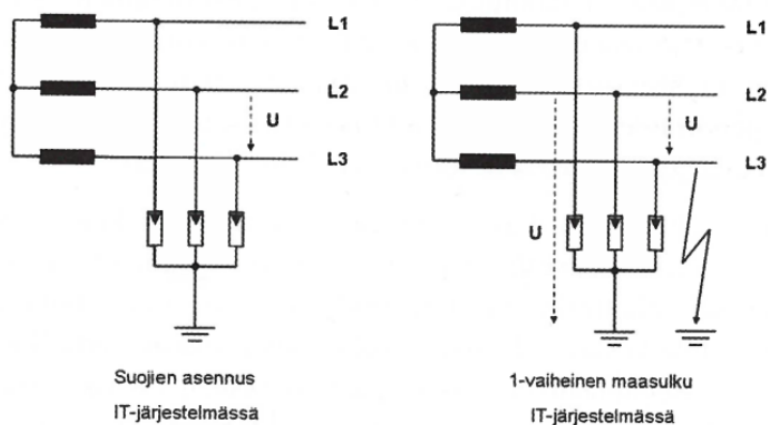 L1
L2
U
L3
Suojien asennus
IT-järjestelmässä
L1
L2
U
L3
U
1-vaiheinen maasulku
IT-järjestelmässä